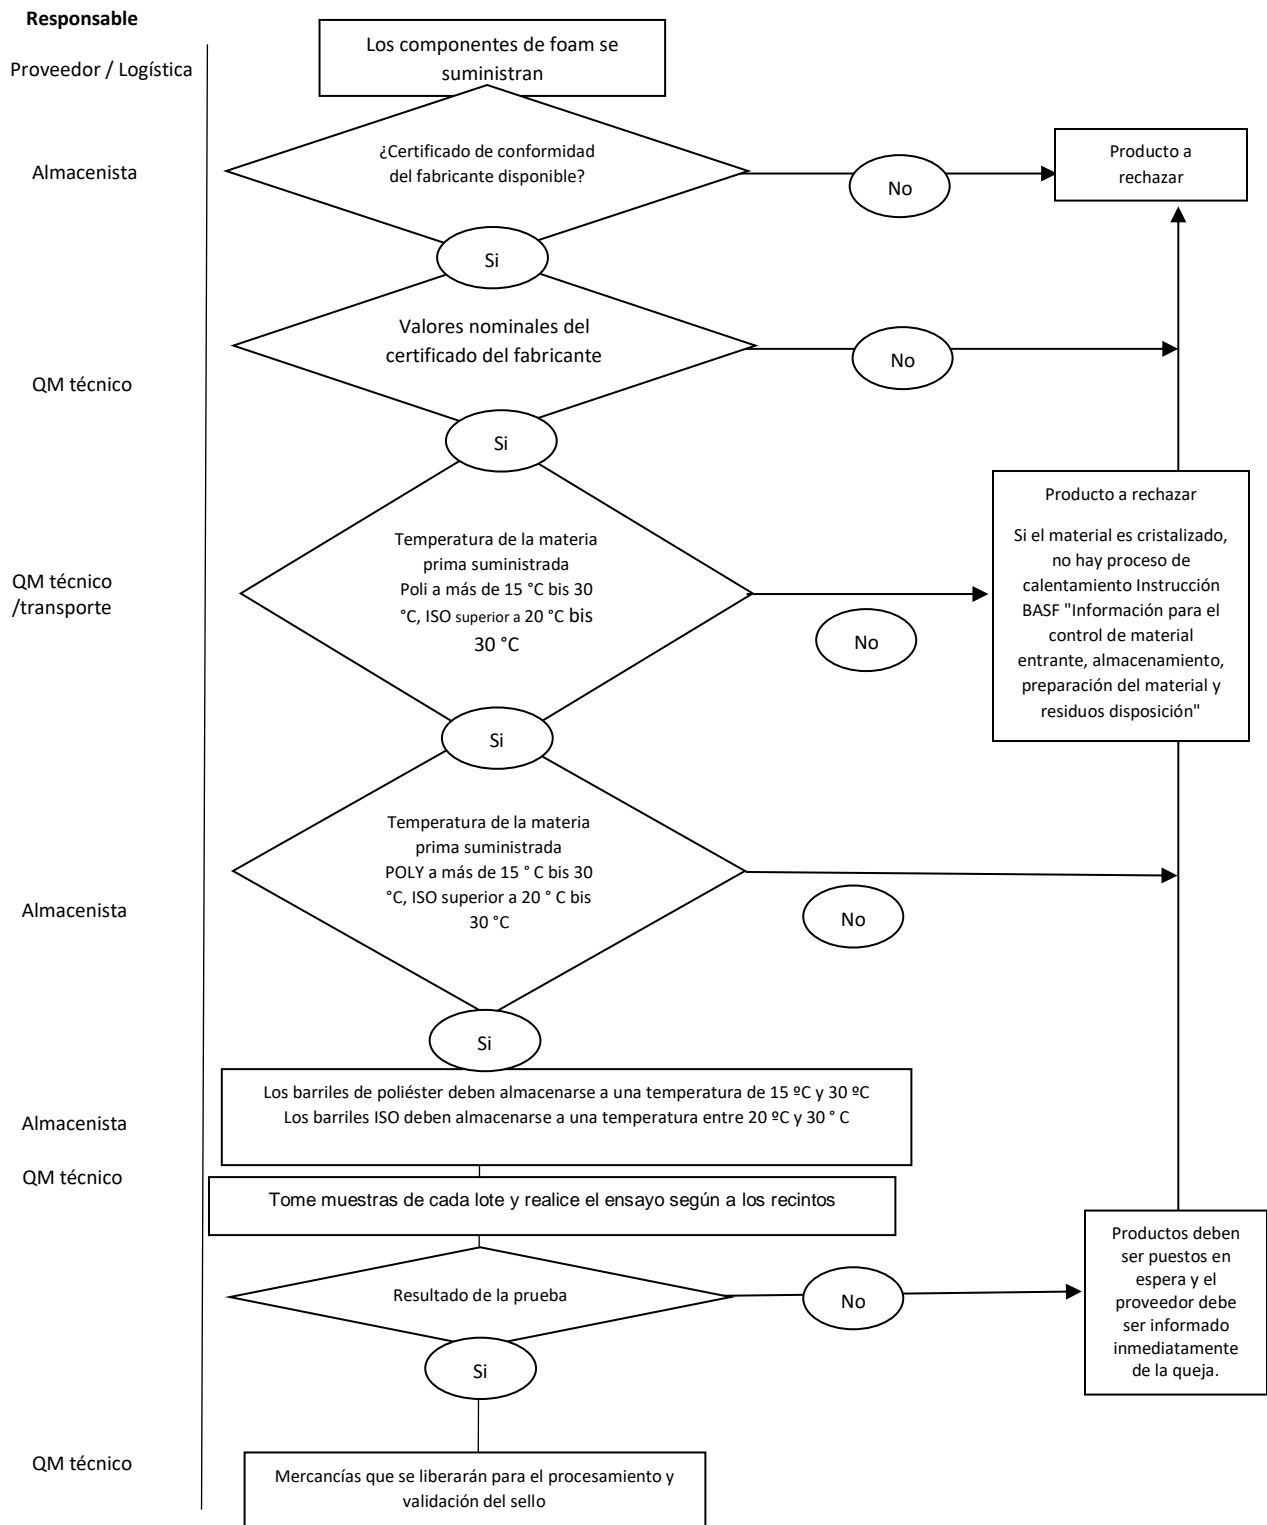 Responsable
Los componentes de foam se
suministran
Proveedor / Logística
¿Certificado de conformidad
del fabricante disponible?
Almacenista
No
Producto a
rechazar
Si
Valores nominales del
certificado del fabricante
No
QM técnico
Si
Temperatura de la materia
prima suministrada
Poli a más de 15 °C bis 30
°C, ISO superior a 20 °C bis
30 °C
QM técnico
/transporte
No
Producto a rechazar
Si el material es cristalizado,
no hay proceso de
calentamiento Instrucción
BASF "Información para el
control de material
entrante, almacenamiento,
preparación del material y
residuos disposición"
Si
Temperatura de la materia
prima suministrada
POLY a más de 15 ° C bis 30
°C, ISO superior a 20 ° C bis
30 °C
Almacenista
No
Si
Los barriles de poliéster deben almacenarse a una temperatura de 15 ºC y 30 ºC
Los barriles ISO deben almacenarse a una temperatura entre 20 ºC y 30 ° C
Almacenista
QM técnico
Tome muestras de cada lote y realice el ensayo según a los recintos
Resultado de la prueba
No
Productos deben
ser puestos en
espera y el
proveedor debe
ser informado
inmediatamente
de la queja.
Si
QM técnico
Mercancías que se liberarán para el procesamiento y
validación del sello